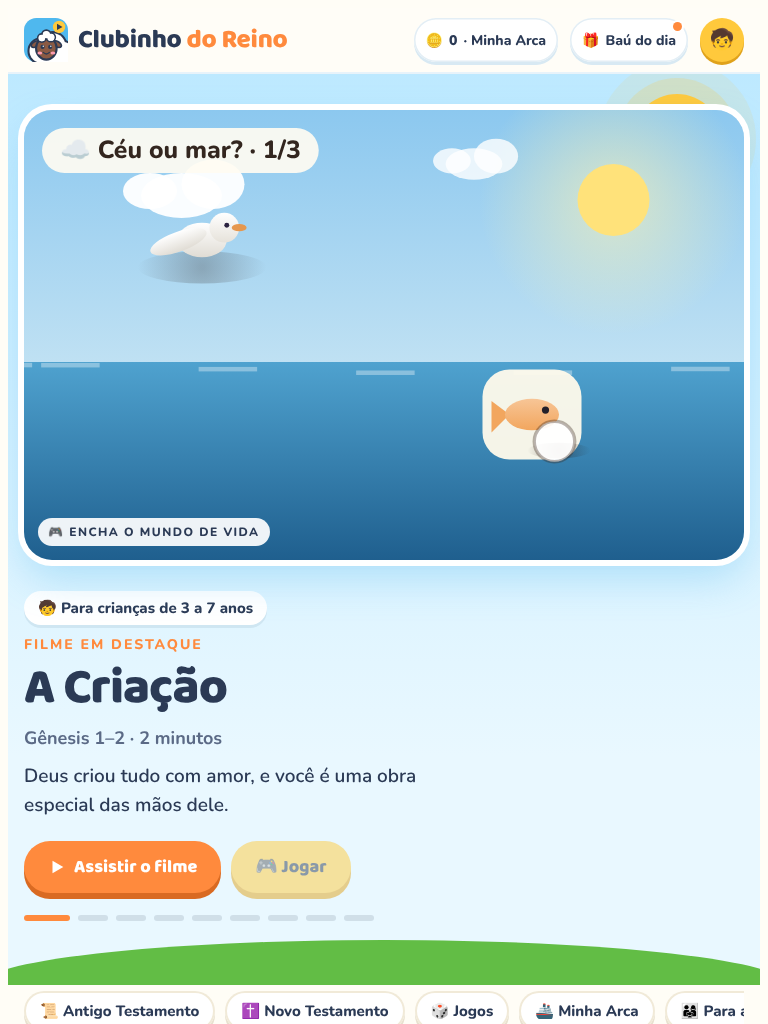 Clubinho do Reino
0 · Minha Arca
Baú do dia
Céu ou mar? · 1/3
ENCHA O MUNDO DE VIDA
Para crianças de 3 a 7 anos
FILME EM DESTAQUE
A Criação
Gênesis 1–2 · 2 minutos
Deus criou tudo com amor, e você é uma obra
especial das mãos dele.
Assistir o filme
Jogar
Antigo Testamento
Novo Testamento
Jogos
Minha Arca
Para